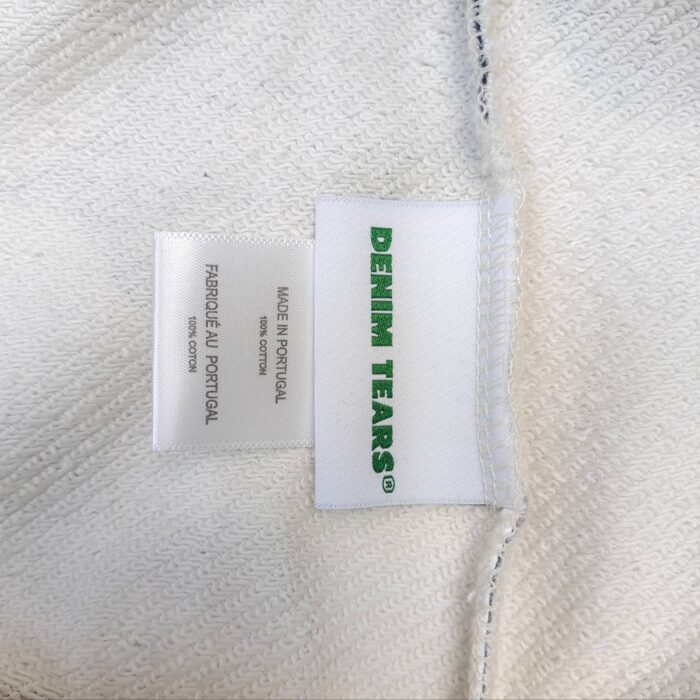 DENIM TEARS®
MADE IN PORTUGAL
100% COTTON
FABRIQUÉ AU PORTUGAL
100% COTON